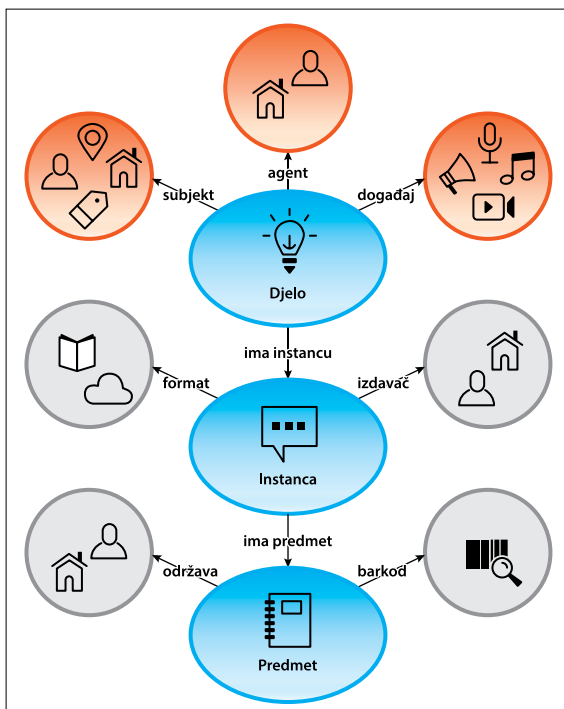 agent
subjekt
događaj
Djelo
ima instancu
format
izdavač
Instanca
ima predmet
održava
barkod
Predmet